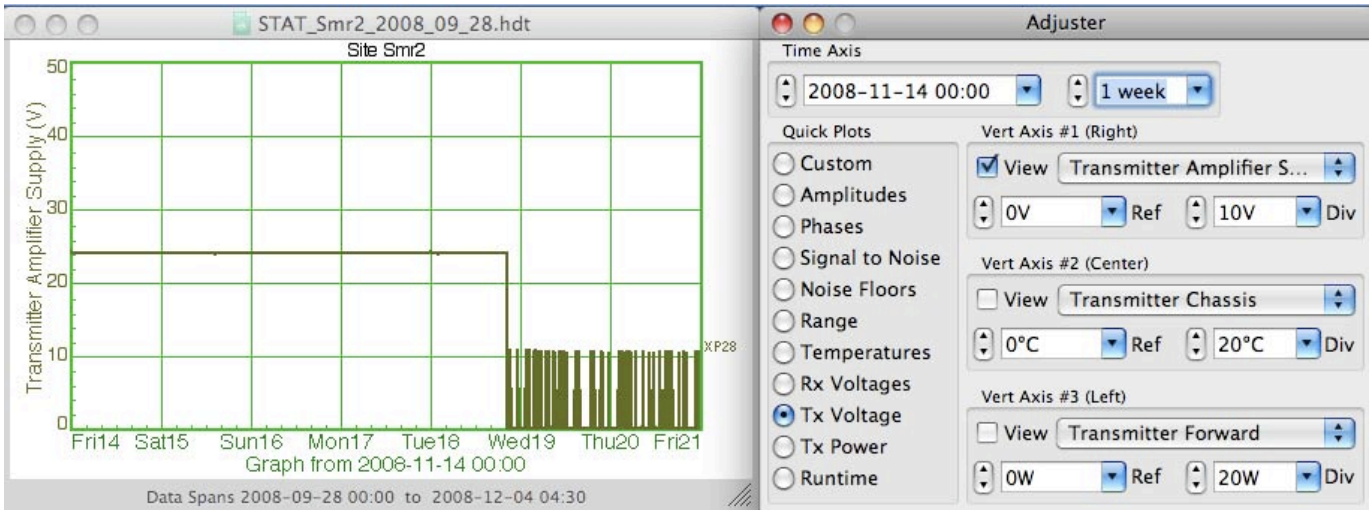 STAT_Smr2_2008_09_28.hdt
Site Smr2
50
40
30
20
10
0
Transmitter Amplifier Supply (V)
XP28
Fri14 Sat15 Sun16 Mon17 Tue18 Wed19 Thu20 Fri21
Graph from 2008-11-14 00:00
Data Spans 2008-09-28 00:00 to 2008-12-04 04:30
Adjuster
Time Axis
2008-11-14 00:00 1 week
Quick Plots
Custom
Amplitudes
Phases
Signal to Noise
Noise Floors
Range
Temperatures
Rx Voltages
Tx Voltage
Tx Power
Runtime
Vert Axis #1 (Right)
View Transmitter Amplifier S...
0V Ref 10V Div
Vert Axis #2 (Center)
View Transmitter Chassis
0°C Ref 20°C Div
Vert Axis #3 (Left)
View Transmitter Forward
0W Ref 20W Div